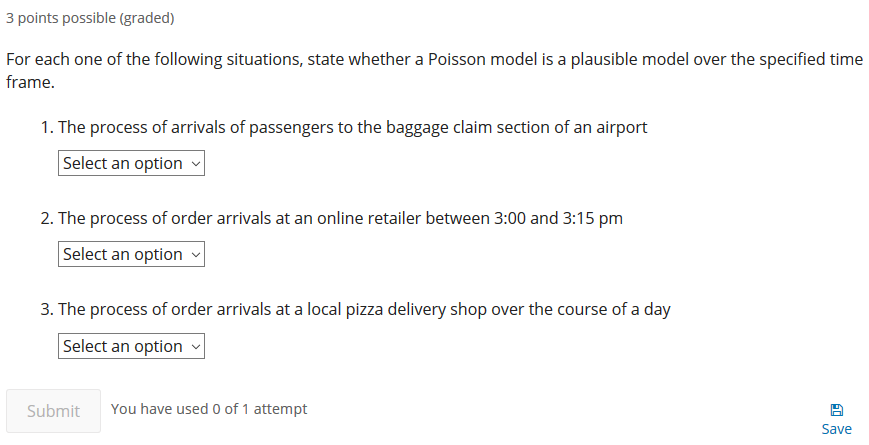 3 points possible (graded)
For each one of the following situations, state whether a Poisson model is a plausible model over the specified time
frame.
1. The process of arrivals of passengers to the baggage claim section of an airport
Select an option
2. The process of order arrivals at an online retailer between 3:00 and 3:15 pm
Select an option
3. The process of order arrivals at a local pizza delivery shop over the course of a day
Select an option
Submit You have used 0 of 1 attempt
Save